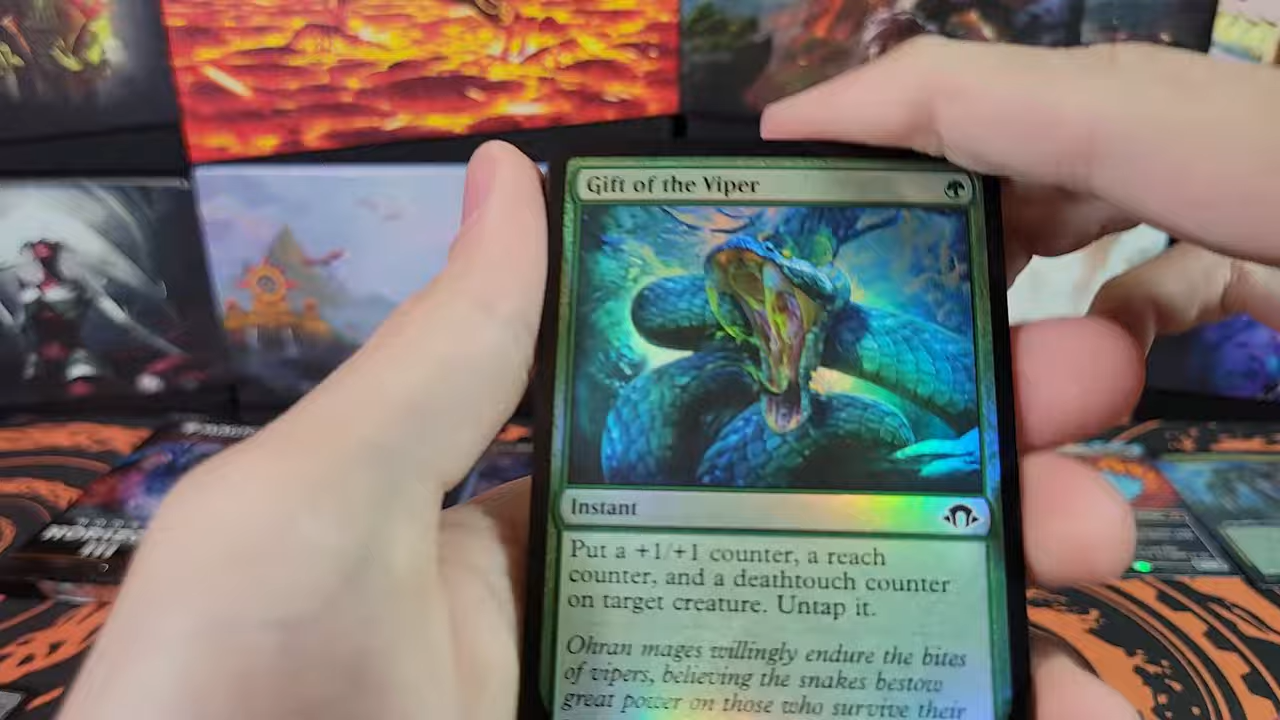 Gift of the Viper
Instant
Put a +1/+1 counter, a reach
counter, and a deathtouch counter
on target creature. Untap it.
Ohran mages willingly endure the bites
of vipers, believing the snakes bestow
great power on those who survive their
HORIZONS
III